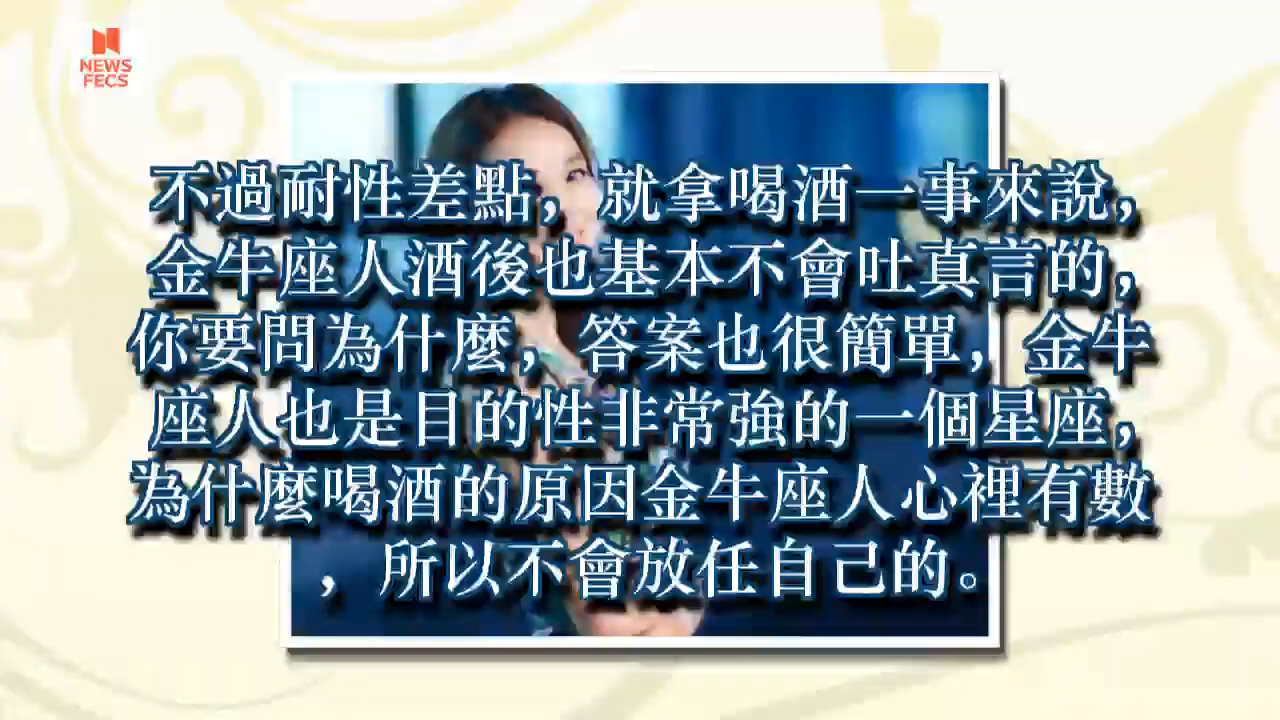 NEWS
FECS
不過耐性差點，就拿喝酒一事來說，
金牛座人酒後也基本不會吐真言的，
你要問為什麼，答案也很簡單，金牛
座人也是目的性非常強的一個星座，
為什麼喝酒的原因金牛座人心裡有數
，所以不會放任自己的。